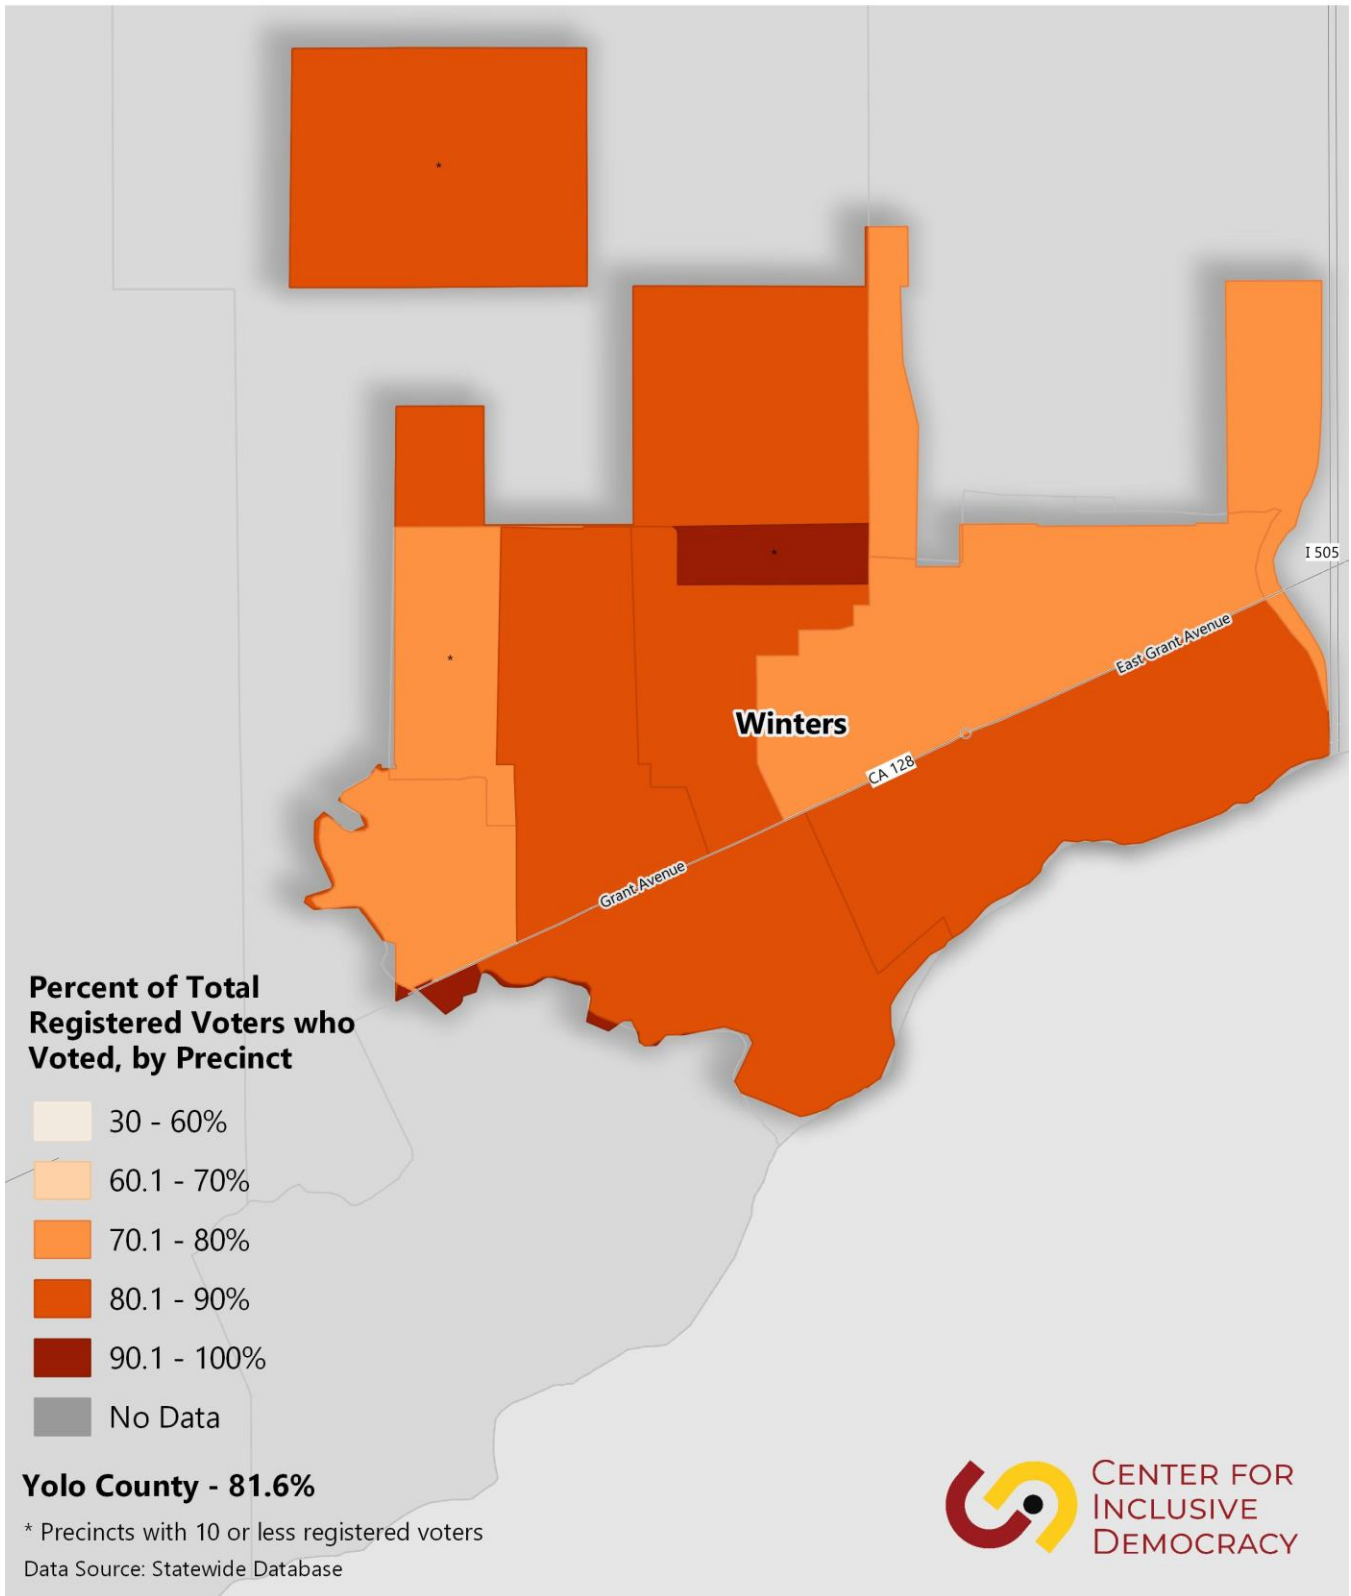 *
*
*
I 505
East Grant Avenue
Winters
CA 128
Grant Avenue
Percent of Total
Registered Voters who
Voted, by Precinct
30 - 60%
60.1 - 70%
70.1 - 80%
80.1 - 90%
90.1 - 100%
No Data
Yolo County - 81.6%
* Precincts with 10 or less registered voters
Data Source: Statewide Database
CENTER FOR
INCLUSIVE
DEMOCRACY